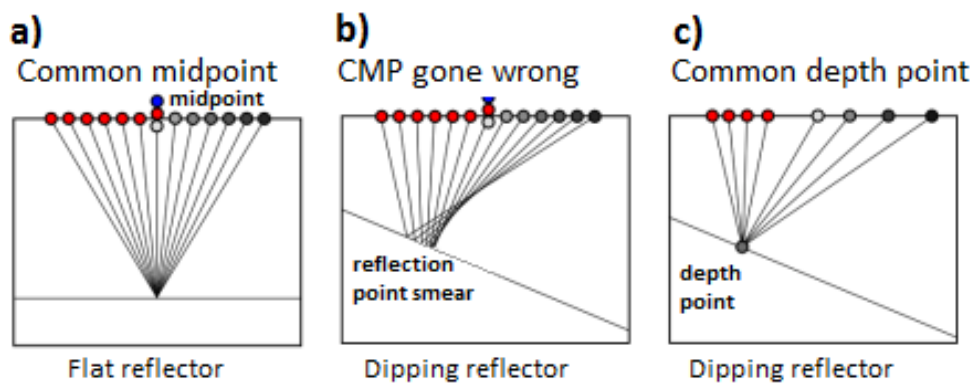 a)
Common midpoint
midpoint
Flat reflector
b)
CMP gone wrong
reflection
point smear
Dipping reflector
c)
Common depth point
depth
point
Dipping reflector